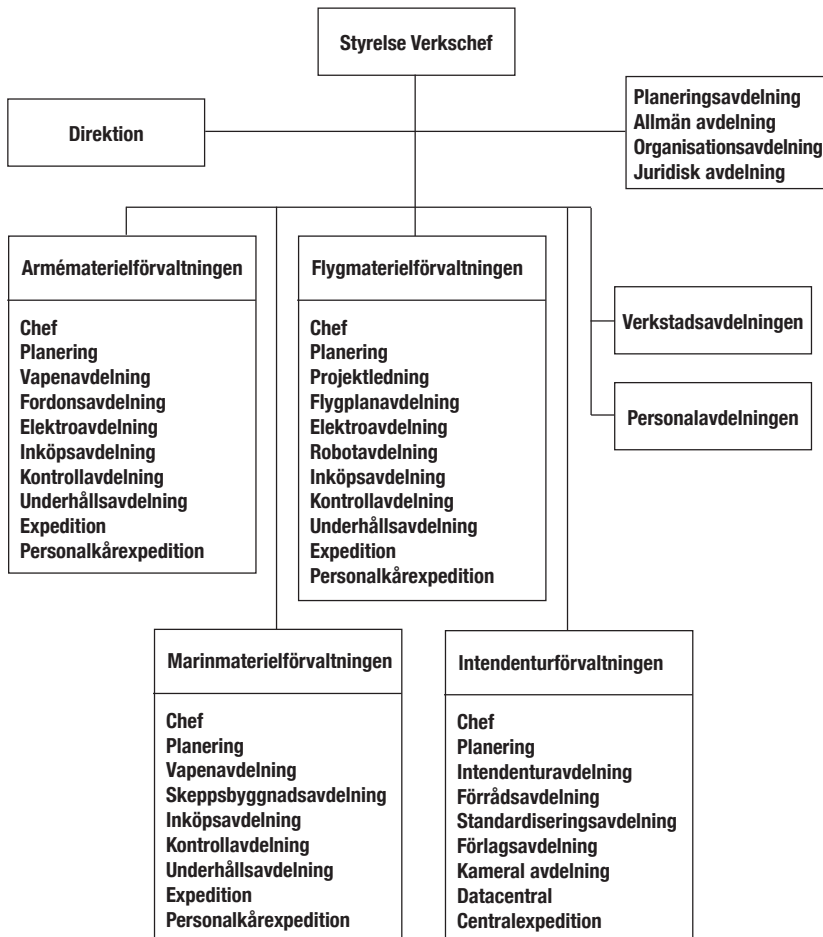 Styrelse Verkschef
Direktion
Planeringsavdelning
Allmän avdelning
Organisationsavdelning
Juridisk avdelning
Armématerielförvaltningen
Chef
Planering
Vapenavdelning
Fordonsavdelning
Elektroavdelning
Inköpsavdelning
Kontrollavdelning
Underhållsavdelning
Expedition
Personalkårexpedition
Flygmaterielförvaltningen
Chef
Planering
Projektledning
Flygplanavdelning
Elektroavdelning
Robotavdelning
Inköpsavdelning
Kontrollavdelning
Underhållsavdelning
Expedition
Personalkårexpedition
Verkstadsavdelningen
Personalavdelningen
Marinmaterielförvaltningen
Chef
Planering
Vapenavdelning
Skeppsbyggnadsavdelning
Inköpsavdelning
Kontrollavdelning
Underhållsavdelning
Expedition
Personalkårexpedition
Intendenturförvaltningen
Chef
Planering
Intendenturavdelning
Förrådsavdelning
Standardiseringsavdelning
Förlagsavdelning
Kameral avdelning
Datacentral
Centralexpedition